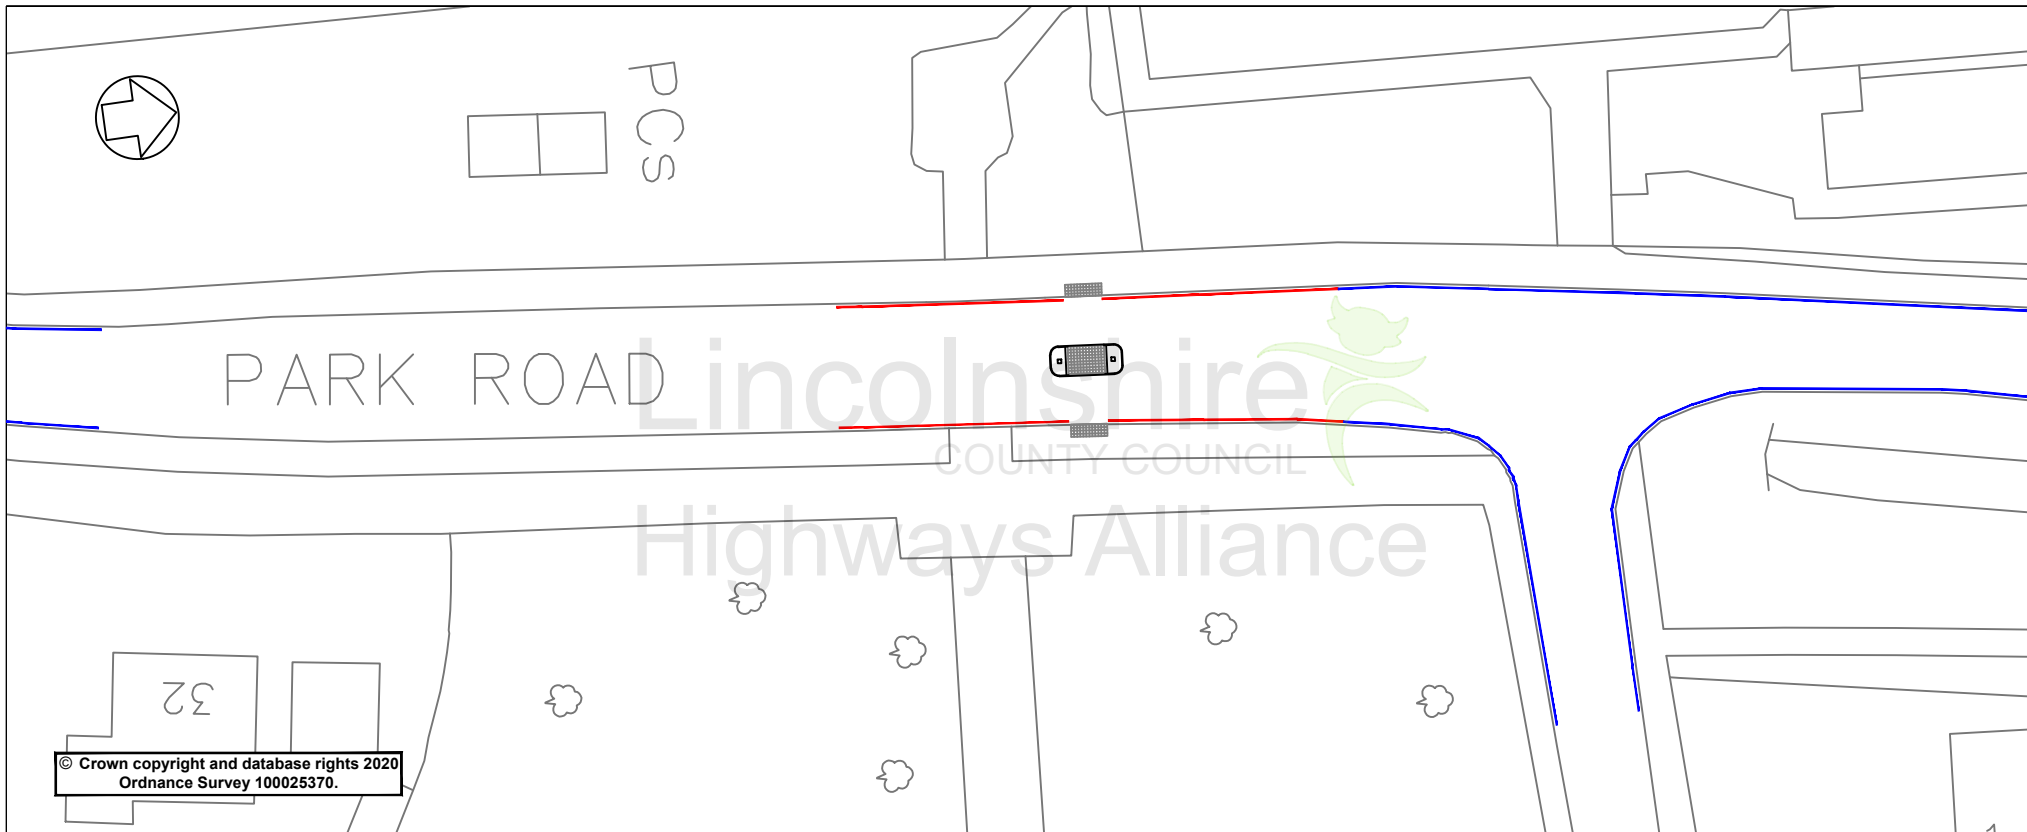 PCS
PARK ROAD
Lincolnshire
COUNTY COUNCIL
Highways Alliance
32
© Crown copyright and database rights 2020
Ordnance Survey 100025370.